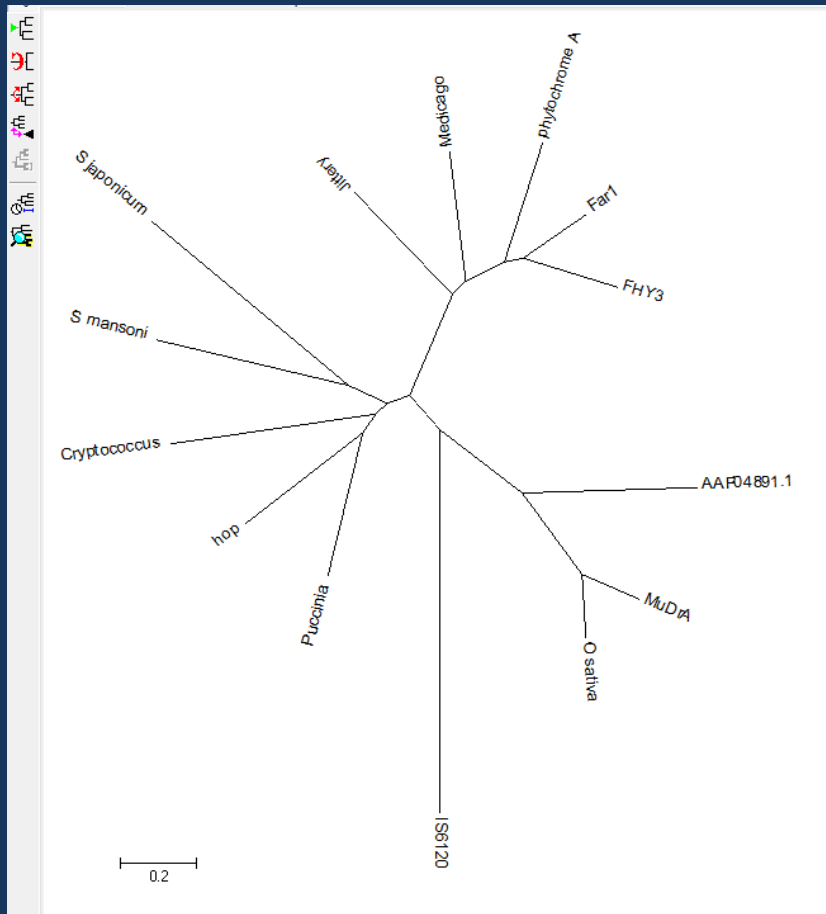 phytochrome A
Medicago
Jittery
S japonicum
Far1
FHY3
S mansoni
Cryptococcus
AAF04891.1
hop
Puccinia
MuDrA
O sativa
IS6120
0.2